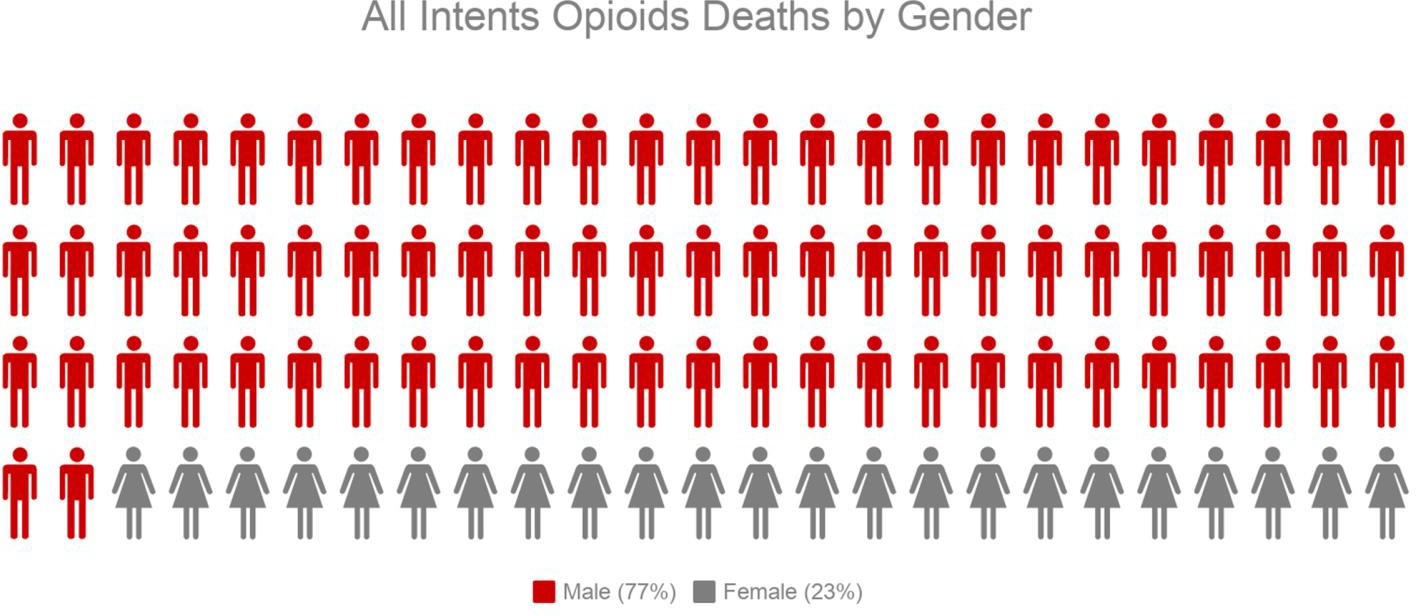 All Intents Opioids Deaths by Gender
Male (77%) Female (23%)